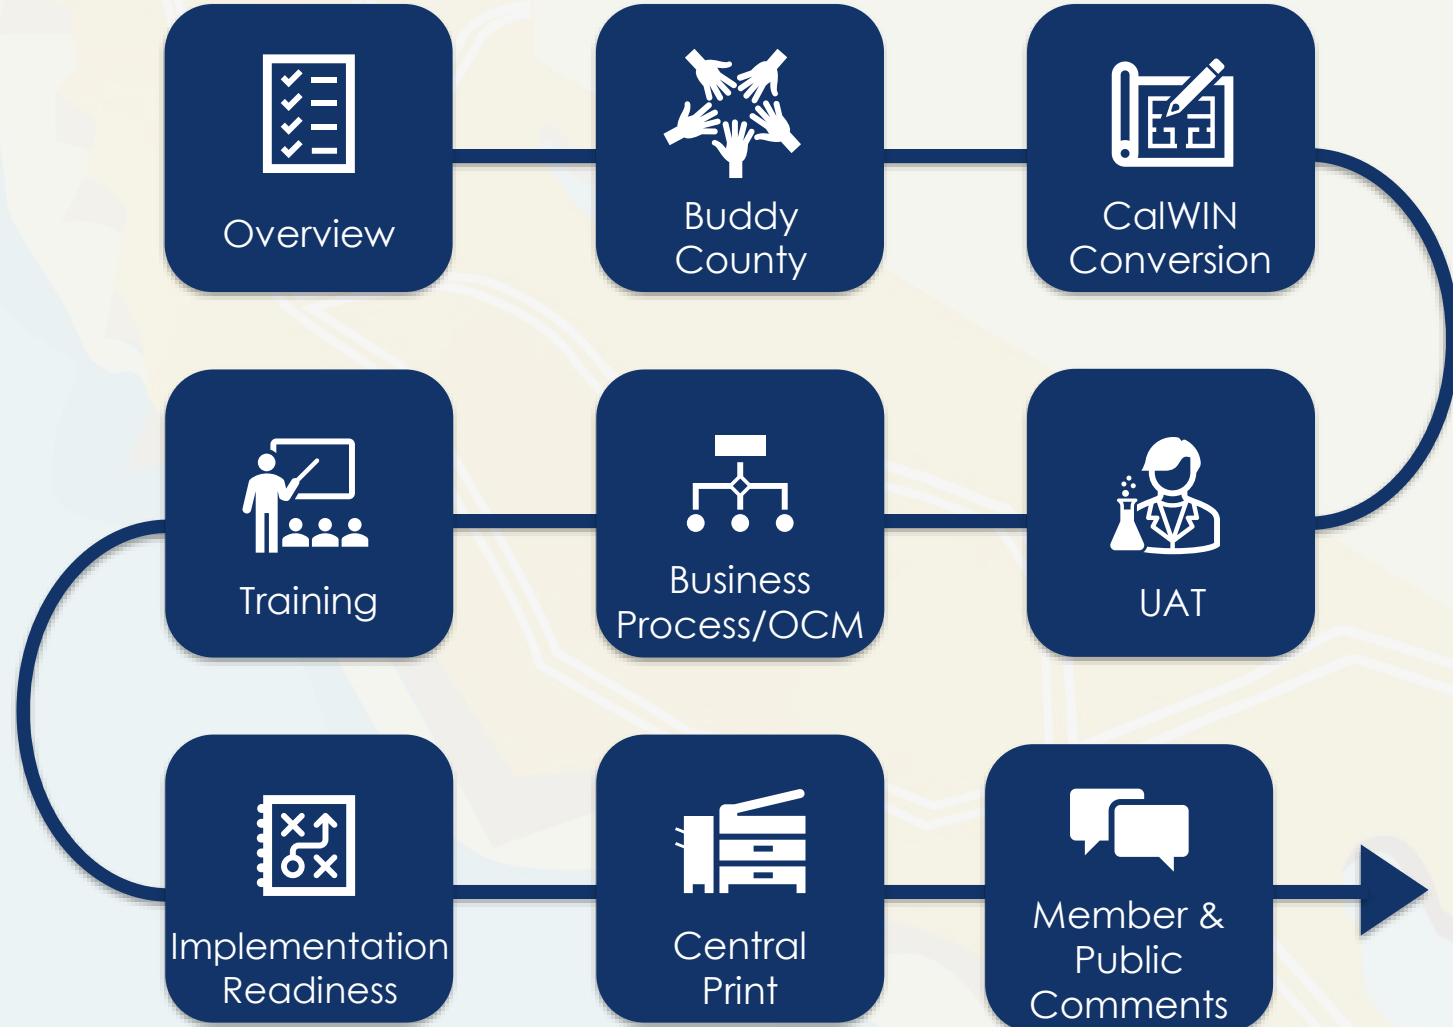 Overview
Buddy
County
CalWIN
Conversion
Training
Business
Process/OCM
UAT
Implementation
Readiness
Central
Print
Member &
Public
Comments